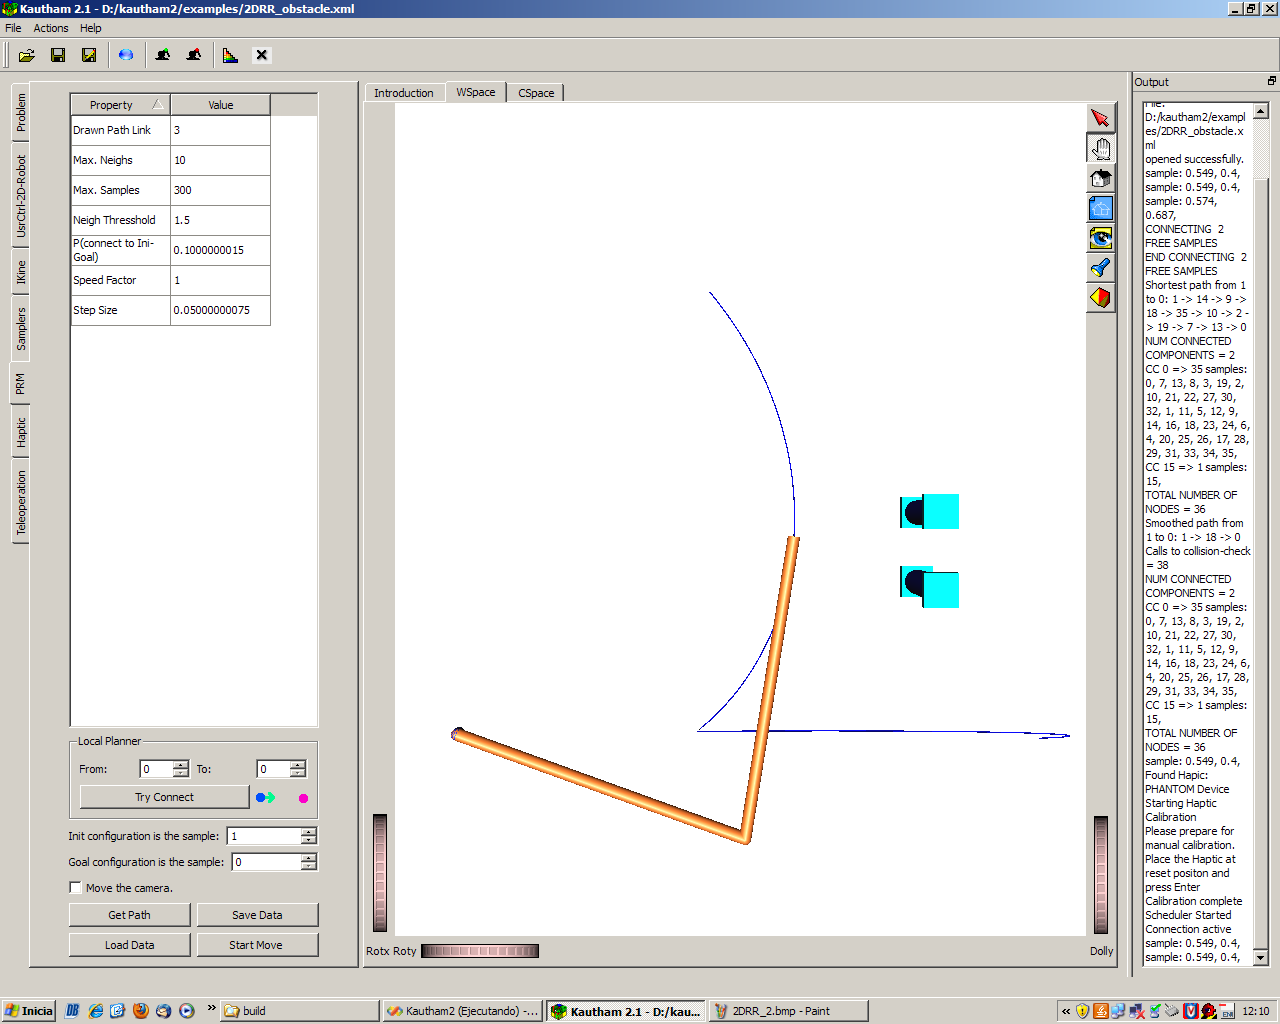 Kautham 2.1 - D:/kautham2/examples/2DRR_obstacle.xml
File Actions Help
Problem
UsrCtrl-2D-Robot
IKine
Samplers
PRM
Haptic
Teleoperation
Property Value
Drawn Path Link 3
Max. Neighs 10
Max. Samples 300
Neigh Thresshold 1.5
P(connect to Ini-
Goal) 0.1000000015
Speed Factor 1
Step Size 0.05000000075
Local Planner
From: 0 To: 0
Try Connect
Init configuration is the sample: 1
Goal configuration is the sample: 0
Move the camera.
Get Path Save Data
Load Data Start Move
Introduction WSpace CSpace
Rotx Roty Dolly
Output
File:
D:/kautham2/exampl
es/2DRR_obstacle.x
ml
opened successfully.
sample: 0.549, 0.4,
sample: 0.549, 0.4,
sample: 0.574,
0.687,
CONNECTING 2
FREE SAMPLES
END CONNECTING 2
FREE SAMPLES
Shortest path from 1
to 0: 1 -> 14 -> 9 ->
18 -> 35 -> 10 -> 2 -
> 19 -> 7 -> 13 -> 0
NUM CONNECTED
COMPONENTS = 2
CC 0 => 35 samples:
0, 7, 13, 8, 3, 19, 2,
10, 21, 22, 27, 30,
32, 1, 11, 5, 12, 9,
14, 16, 18, 23, 24, 6,
4, 20, 25, 26, 17, 28,
29, 31, 33, 34, 35,
CC 15 => 1 samples:
15,
TOTAL NUMBER OF
NODES = 36
Smoothed path from
1 to 0: 1 -> 18 -> 0
Calls to collision-check
= 38
NUM CONNECTED
COMPONENTS = 2
CC 0 => 35 samples:
0, 7, 13, 8, 3, 19, 2,
10, 21, 22, 27, 30,
32, 1, 11, 5, 12, 9,
14, 16, 18, 23, 24, 6,
4, 20, 25, 26, 17, 28,
29, 31, 33, 34, 35,
CC 15 => 1 samples:
15,
TOTAL NUMBER OF
NODES = 36
sample: 0.549, 0.4,
Found Hapic:
PHANTOM Device
Starting Haptic
Calibration
Please prepare for
manual calibration.
Place the Haptic at
reset positon and
press Enter
Calibration complete
Scheduler Started
Connection active
sample: 0.549, 0.4,
sample: 0.549, 0.4,
Inicia DB » build Kautham2 (Ejecutando) -... Kautham 2.1 - D:/kau... 2DRR_2.bmp - Paint « EN 12:10